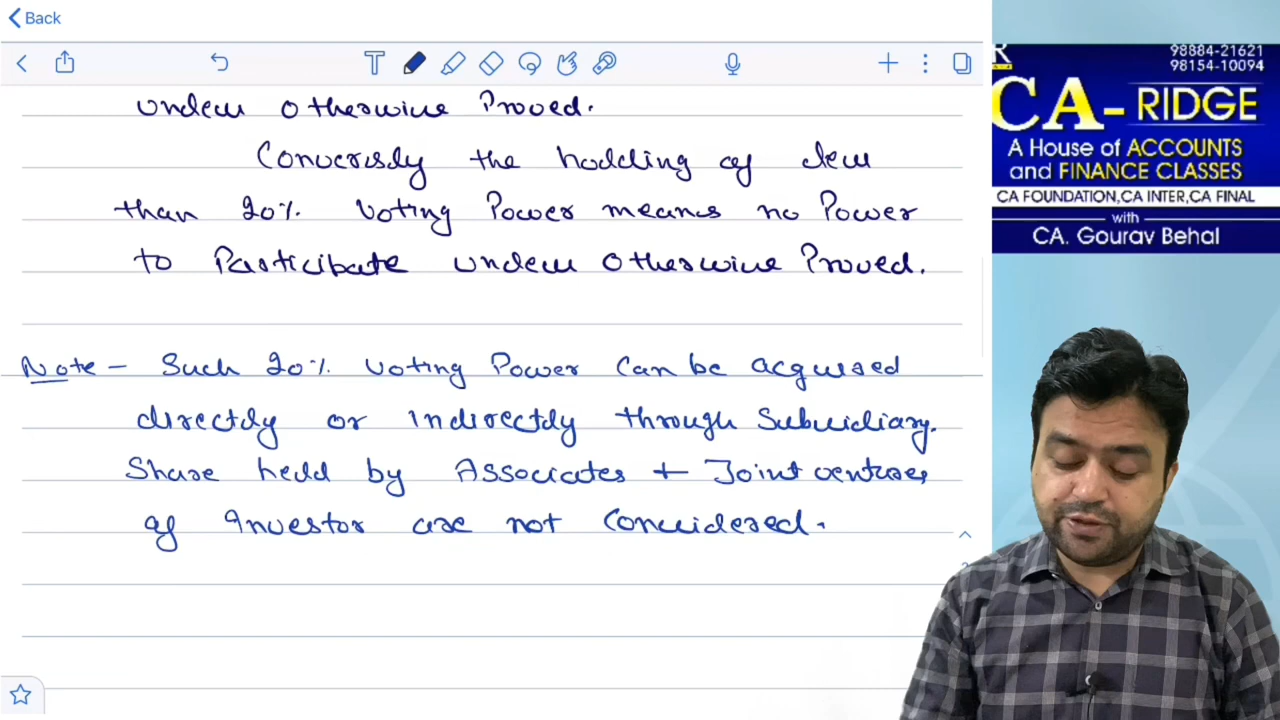 Back
unless otherwise Proved.
Conversely the holding of less
than 20% Voting Power means no Power
to Participate unless otherwise Proved.
Note - Such 20% Voting Power can be acquired
directly or indirectly through Subsidiary.
Share held by Associates + Joint ventures
of Investor are not Considered.
98884-21621
98154-10094
CA-RIDGE
A House of ACCOUNTS
and FINANCE CLASSES
CA FOUNDATION,CA INTER,CA FINAL
with
CA. Gourav Behal